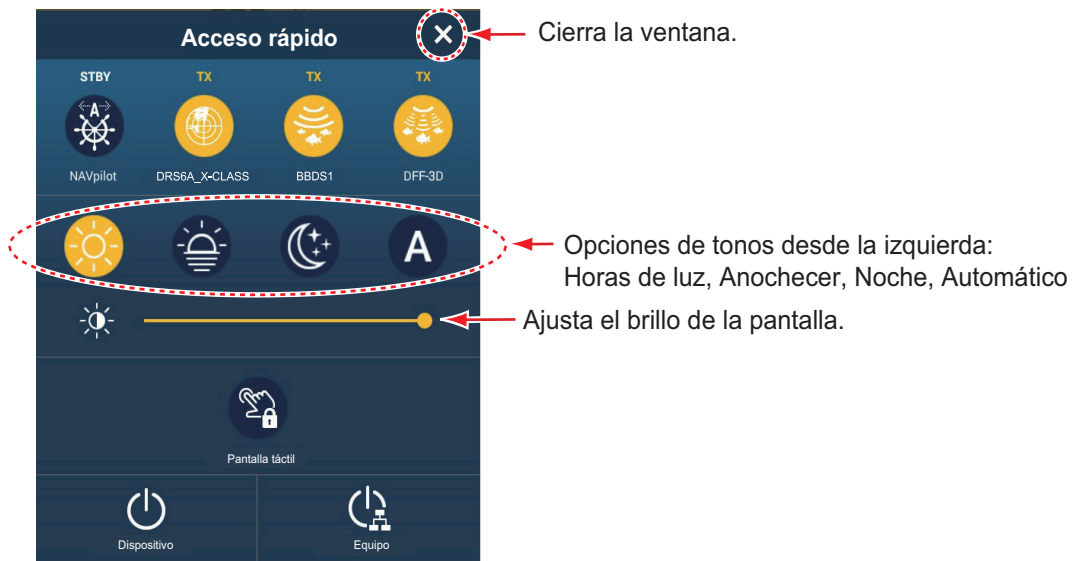 Acceso rápido
Cierra la ventana.
STBY TX TX TX
A
NAVpilot DRS6A_X-CLASS BBDS1 DFF-3D
A
Opciones de tonos desde la izquierda:
Horas de luz, Anochecer, Noche, Automático
Ajusta el brillo de la pantalla.
Pantalla táctil
Dispositivo Equipo